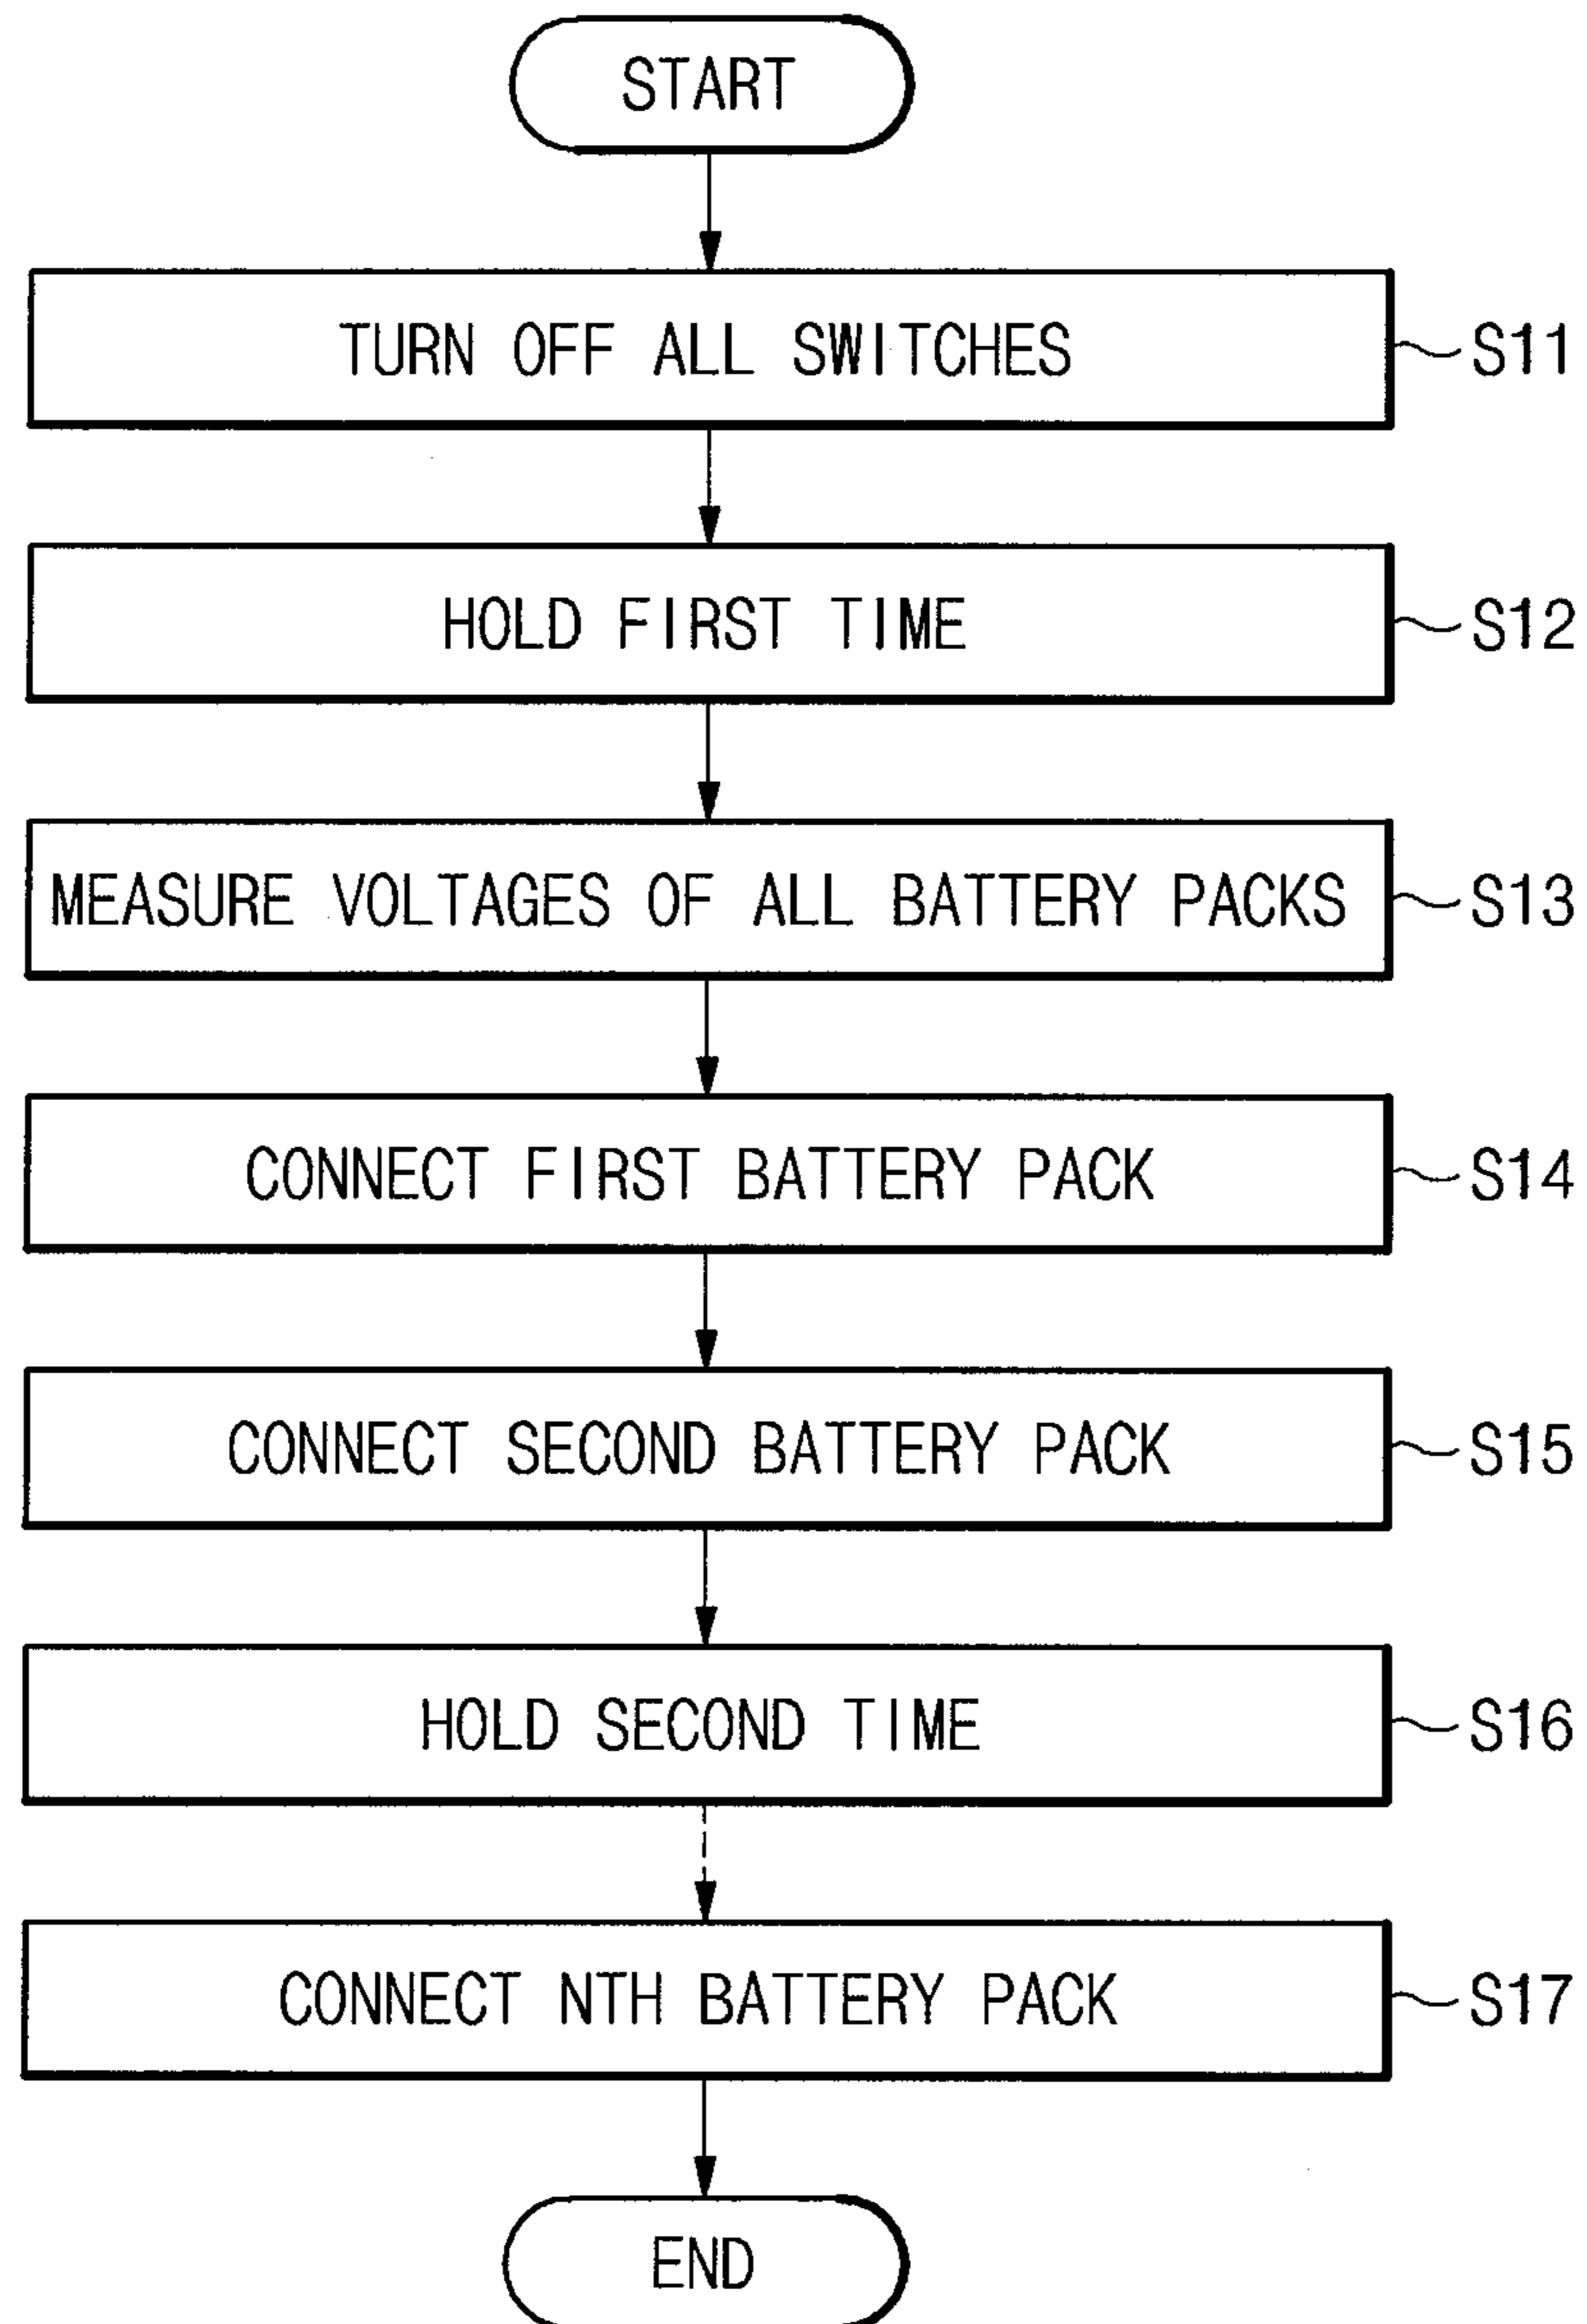 START
TURN OFF ALL SWITCHES
S11
HOLD FIRST TIME
S12
MEASURE VOLTAGES OF ALL BATTERY PACKS
S13
CONNECT FIRST BATTERY PACK
S14
CONNECT SECOND BATTERY PACK
S15
HOLD SECOND TIME
S16
CONNECT NTH BATTERY PACK
S17
END